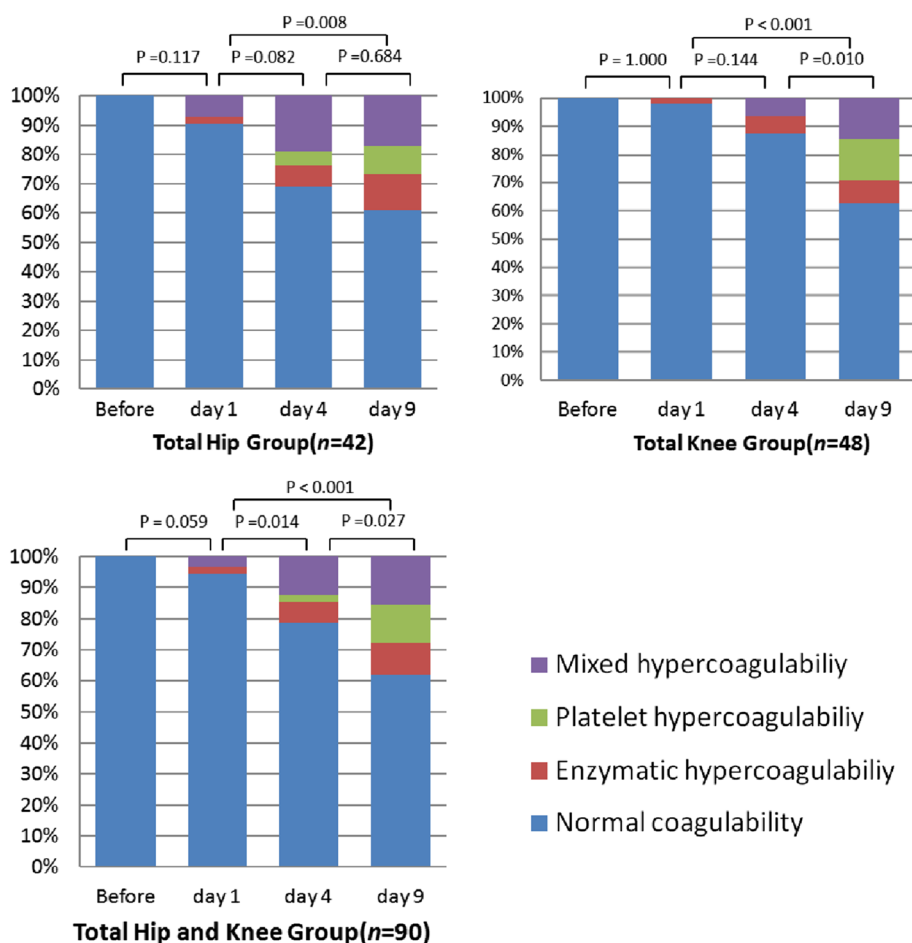 P =0.008
P =0.117
P =0.082
P =0.684
100%
90%
80%
70%
60%
50%
40%
30%
20%
10%
0%
Before
day 1
day 4
day 9
Total Hip Group(n=42)
P < 0.001
P = 1.000
P =0.144
P =0.010
100%
90%
80%
70%
60%
50%
40%
30%
20%
10%
0%
Before
day 1
day 4
day 9
Total Knee Group(n=48)
P < 0.001
P = 0.059
P =0.014
P =0.027
100%
90%
80%
70%
60%
50%
40%
30%
20%
10%
0%
Before
day 1
day 4
day 9
Total Hip and Knee Group(n=90)
Mixed hypercoagulabiliy
Platelet hypercoagulabiliy
Enzymatic hypercoagulabiliy
Normal coagulability